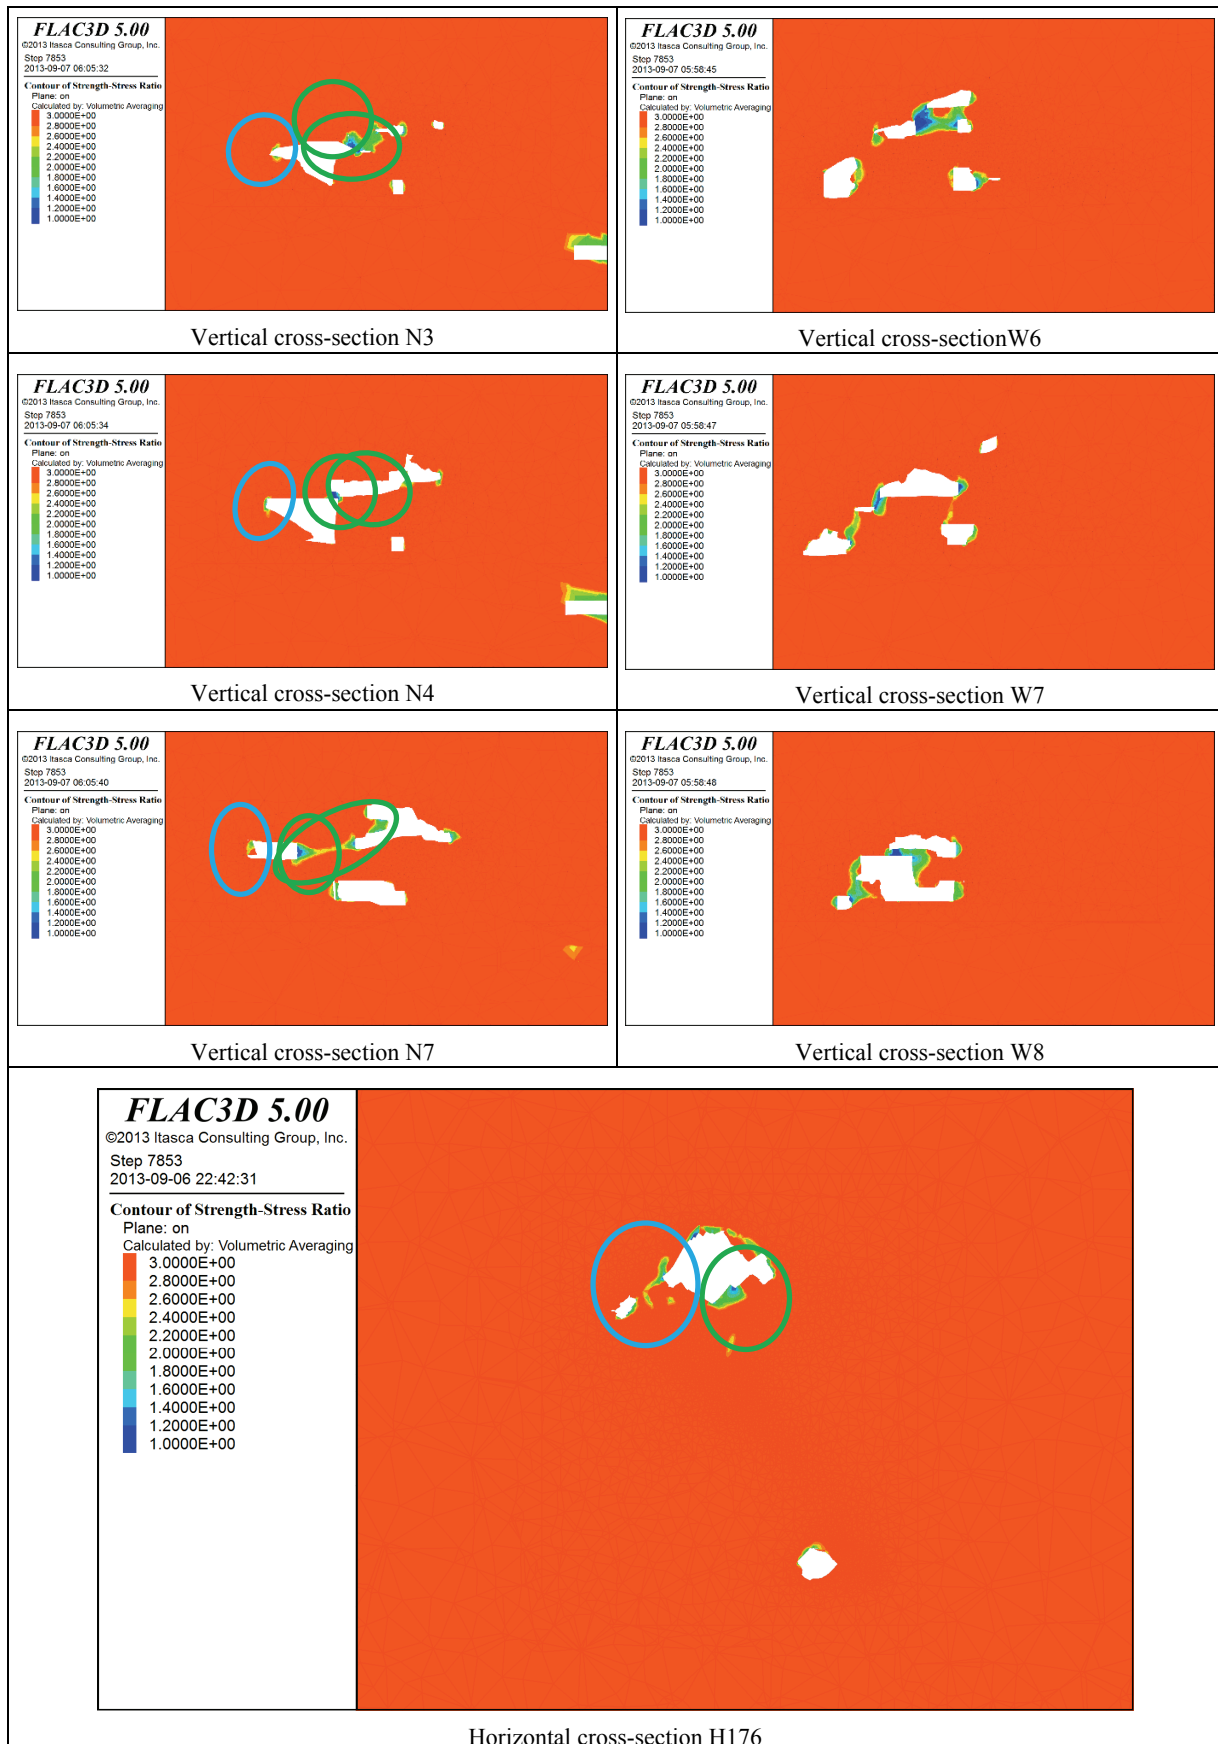 FLAC3D 5.00
©2013 Itasca Consulting Group, Inc.
Step 7853
2013-09-07 06:05:32
Contour of Strength-Stress Ratio
Plane: on
Calculated by: Volumetric Averaging
3.0000E+00
2.8000E+00
2.6000E+00
2.4000E+00
2.2000E+00
2.0000E+00
1.8000E+00
1.6000E+00
1.4000E+00
1.2000E+00
1.0000E+00
Vertical cross-section N3
FLAC3D 5.00
©2013 Itasca Consulting Group, Inc.
Step 7853
2013-09-07 05:58:45
Contour of Strength-Stress Ratio
Plane: on
Calculated by: Volumetric Averaging
3.0000E+00
2.8000E+00
2.6000E+00
2.4000E+00
2.2000E+00
2.0000E+00
1.8000E+00
1.6000E+00
1.4000E+00
1.2000E+00
1.0000E+00
Vertical cross-sectionW6
FLAC3D 5.00
©2013 Itasca Consulting Group, Inc.
Step 7853
2013-09-07 06:05:34
Contour of Strength-Stress Ratio
Plane: on
Calculated by: Volumetric Averaging
3.0000E+00
2.8000E+00
2.6000E+00
2.4000E+00
2.2000E+00
2.0000E+00
1.8000E+00
1.6000E+00
1.4000E+00
1.2000E+00
1.0000E+00
Vertical cross-section N4
FLAC3D 5.00
©2013 Itasca Consulting Group, Inc.
Step 7853
2013-09-07 05:58:47
Contour of Strength-Stress Ratio
Plane: on
Calculated by: Volumetric Averaging
3.0000E+00
2.8000E+00
2.6000E+00
2.4000E+00
2.2000E+00
2.0000E+00
1.8000E+00
1.6000E+00
1.4000E+00
1.2000E+00
1.0000E+00
Vertical cross-section W7
FLAC3D 5.00
©2013 Itasca Consulting Group, Inc.
Step 7853
2013-09-07 06:05:40
Contour of Strength-Stress Ratio
Plane: on
Calculated by: Volumetric Averaging
3.0000E+00
2.8000E+00
2.6000E+00
2.4000E+00
2.2000E+00
2.0000E+00
1.8000E+00
1.6000E+00
1.4000E+00
1.2000E+00
1.0000E+00
Vertical cross-section N7
FLAC3D 5.00
©2013 Itasca Consulting Group, Inc.
Step 7853
2013-09-07 05:58:48
Contour of Strength-Stress Ratio
Plane: on
Calculated by: Volumetric Averaging
3.0000E+00
2.8000E+00
2.6000E+00
2.4000E+00
2.2000E+00
2.0000E+00
1.8000E+00
1.6000E+00
1.4000E+00
1.2000E+00
1.0000E+00
Vertical cross-section W8
FLAC3D 5.00
©2013 Itasca Consulting Group, Inc.
Step 7853
2013-09-06 22:42:31
Contour of Strength-Stress Ratio
Plane: on
Calculated by: Volumetric Averaging
3.0000E+00
2.8000E+00
2.6000E+00
2.4000E+00
2.2000E+00
2.0000E+00
1.8000E+00
1.6000E+00
1.4000E+00
1.2000E+00
1.0000E+00
Horizontal cross-section H176